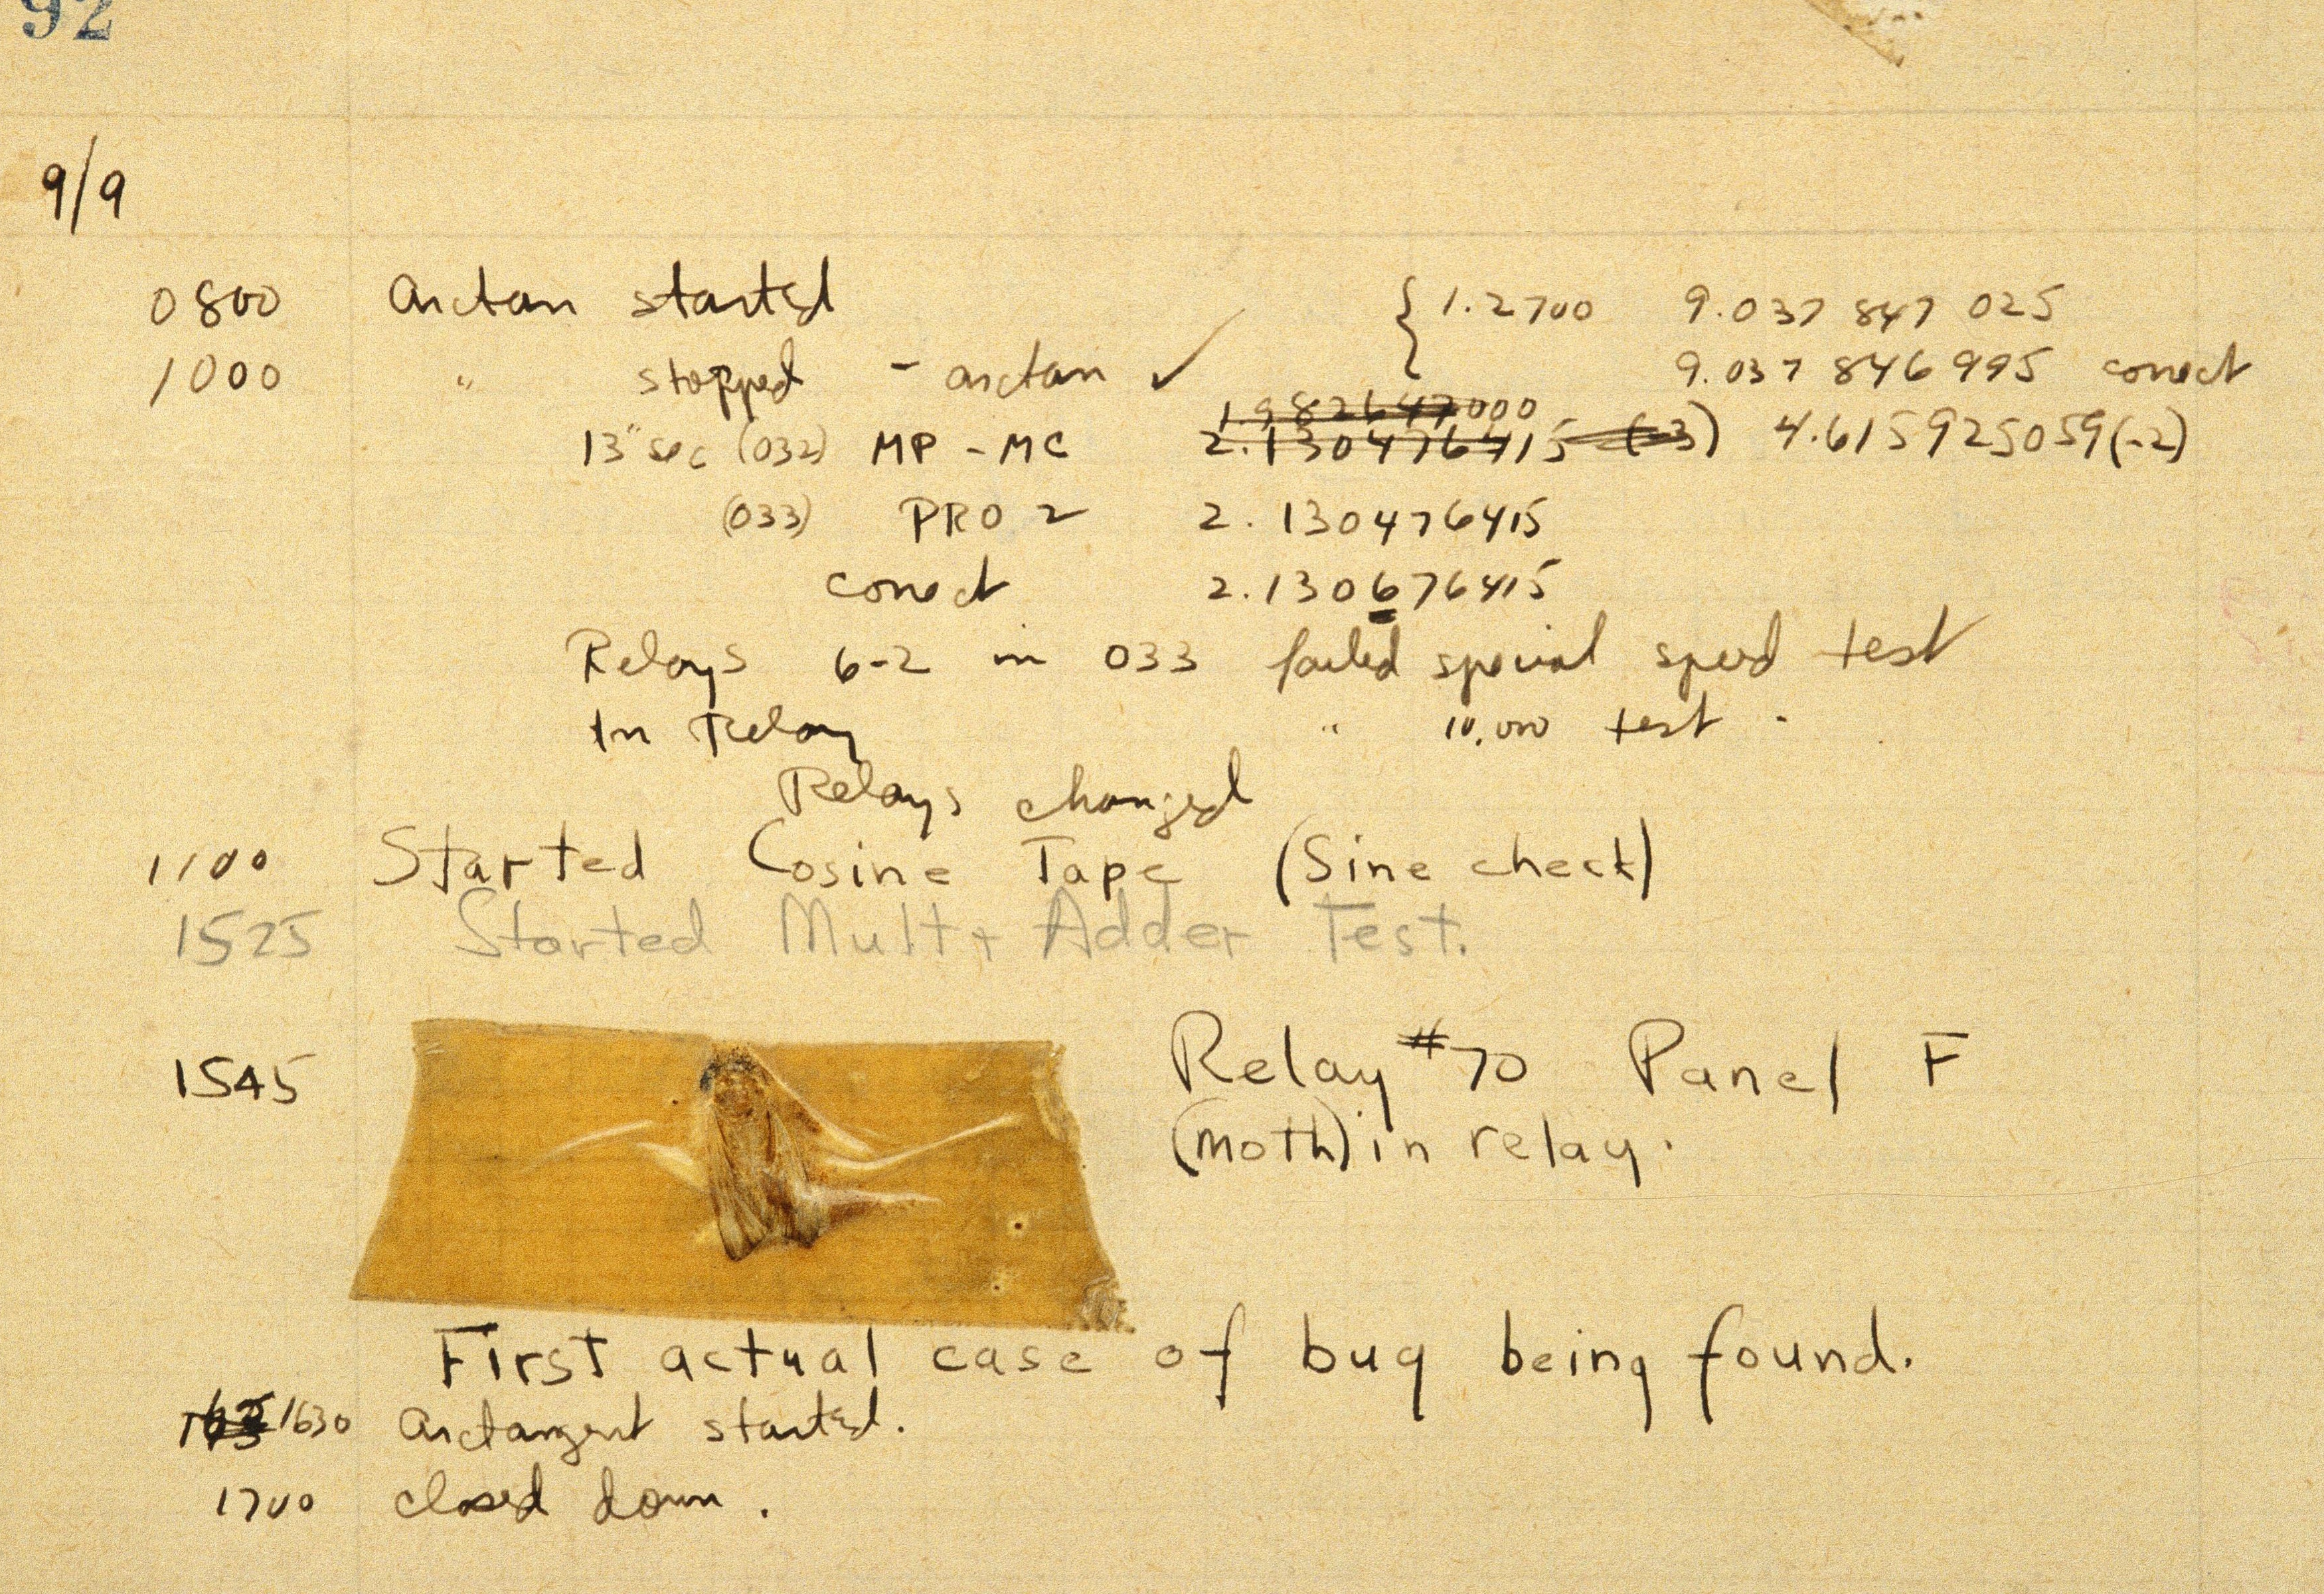 92
9/9
0800 Arctan started { 1.2700 9.037 847 025
1000 " stopped - arctan ✓ 9.037 846 995 correct
1.982647000
13" sec (032) MP - MC 2.130476415 (-3) 4.615925059(-2)
(033) PRO 2 2.130476415
correct 2.130676415
Relays 6-2 in 033 failed special speed test
In Relay " 10,000 test.
Relays changed
1100 Started Cosine Tape (Sine check)
1525 Started Mult+ Adder Test.
1545 Relay #70 Panel F
(moth) in relay.
First actual case of bug being found.
1630 Arctangent started.
1700 closed down.